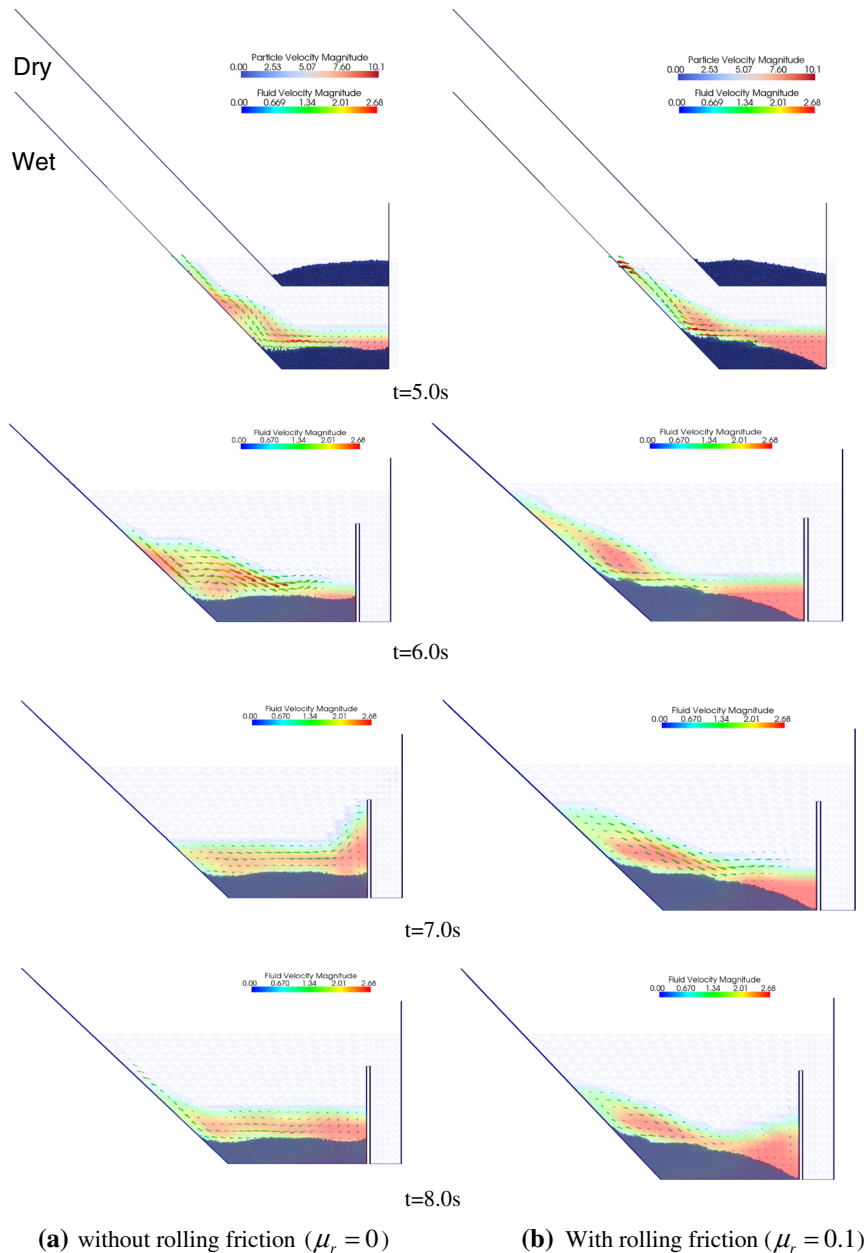 Dry
Particle Velocity Magnitude
0.00 2.53 5.07 7.60 10.1
Fluid Velocity Magnitude
0.00 0.669 1.34 2.01 2.68
Wet
Particle Velocity Magnitude
0.00 2.53 5.07 7.60 10.1
Fluid Velocity Magnitude
0.00 0.669 1.34 2.01 2.68
t=5.0s
Fluid Velocity Magnitude
0.00 0.670 1.34 2.01 2.68
Fluid Velocity Magnitude
0.00 0.670 1.34 2.01 2.68
t=6.0s
Fluid Velocity Magnitude
0.00 0.670 1.34 2.01 2.68
Fluid Velocity Magnitude
0.00 0.670 1.34 2.01 2.68
t=7.0s
Fluid Velocity Magnitude
0.00 0.670 1.34 2.01 2.68
Fluid Velocity Magnitude
0.00 0.670 1.34 2.01 2.68
t=8.0s
(a) without rolling friction (μ_r = 0)
(b) With rolling friction (μ_r = 0.1)